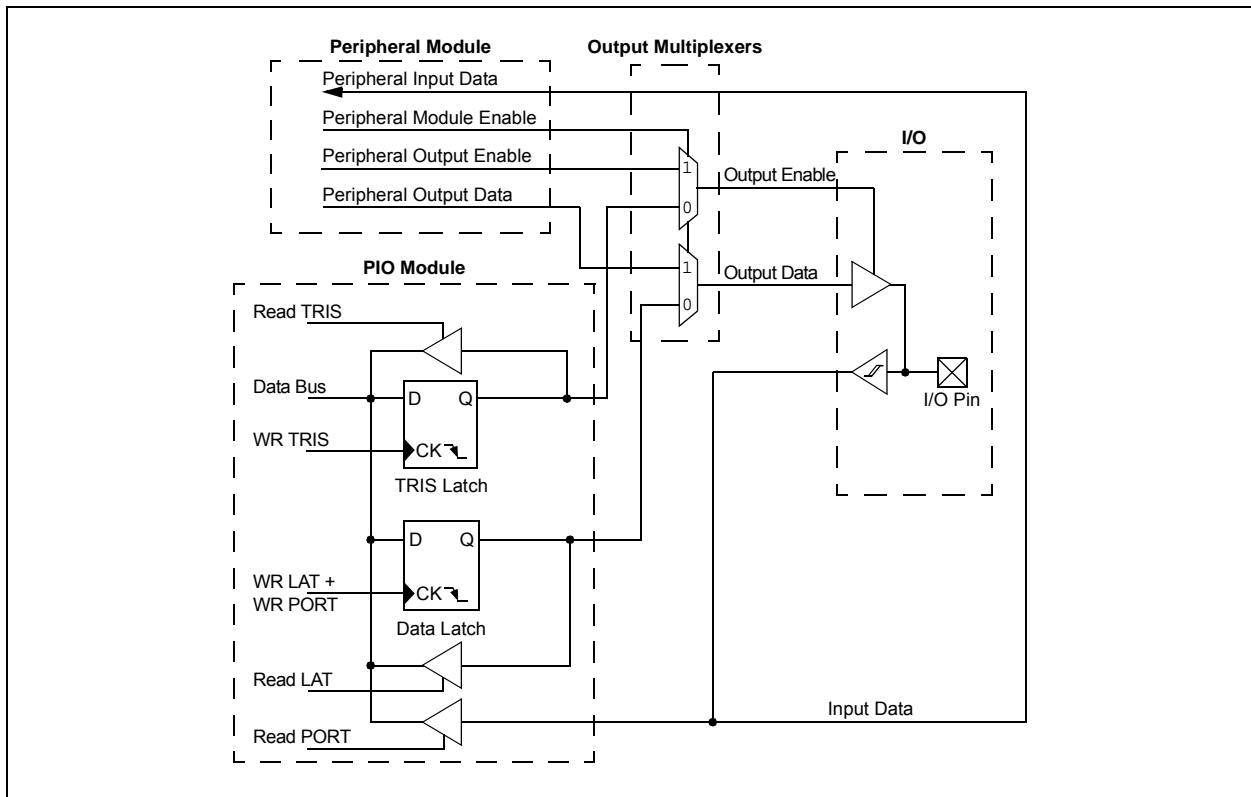 Peripheral Module
Output Multiplexers
Peripheral Input Data
Peripheral Module Enable
I/O
Peripheral Output Enable
1
Output Enable
Peripheral Output Data
0
PIO Module
1
Output Data
0
Read TRIS
Data Bus
D
Q
I/O Pin
WR TRIS
CK
TRIS Latch
D
Q
WR LAT +
WR PORT
CK
Data Latch
Read LAT
Input Data
Read PORT